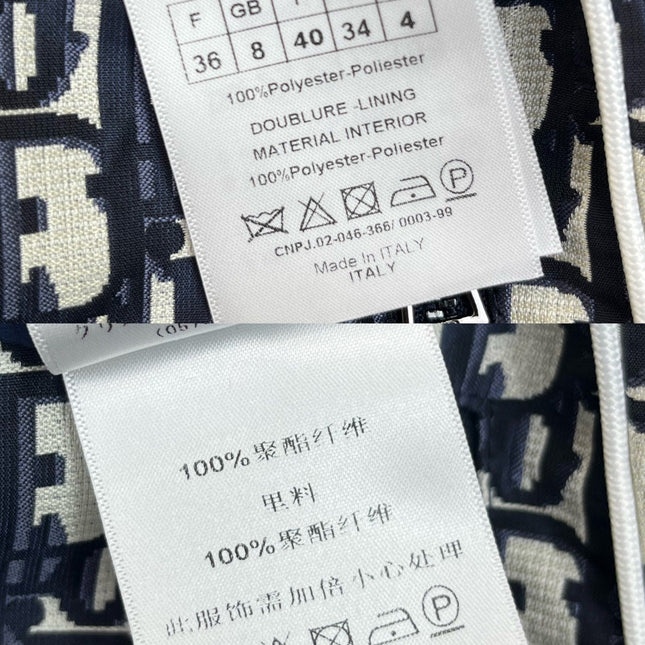 F GB
36 8 40 34 4
100%Polyester-Poliester
DOUBLURE -LINING
MATERIAL INTERIOR
100%Polyester-Poliester
P
CNPJ.02-046-366/ 0003-99
Made In ITALY
ITALY
100%聚酯纤维
里料
100%聚酯纤维
此服饰需加倍小心处理
P